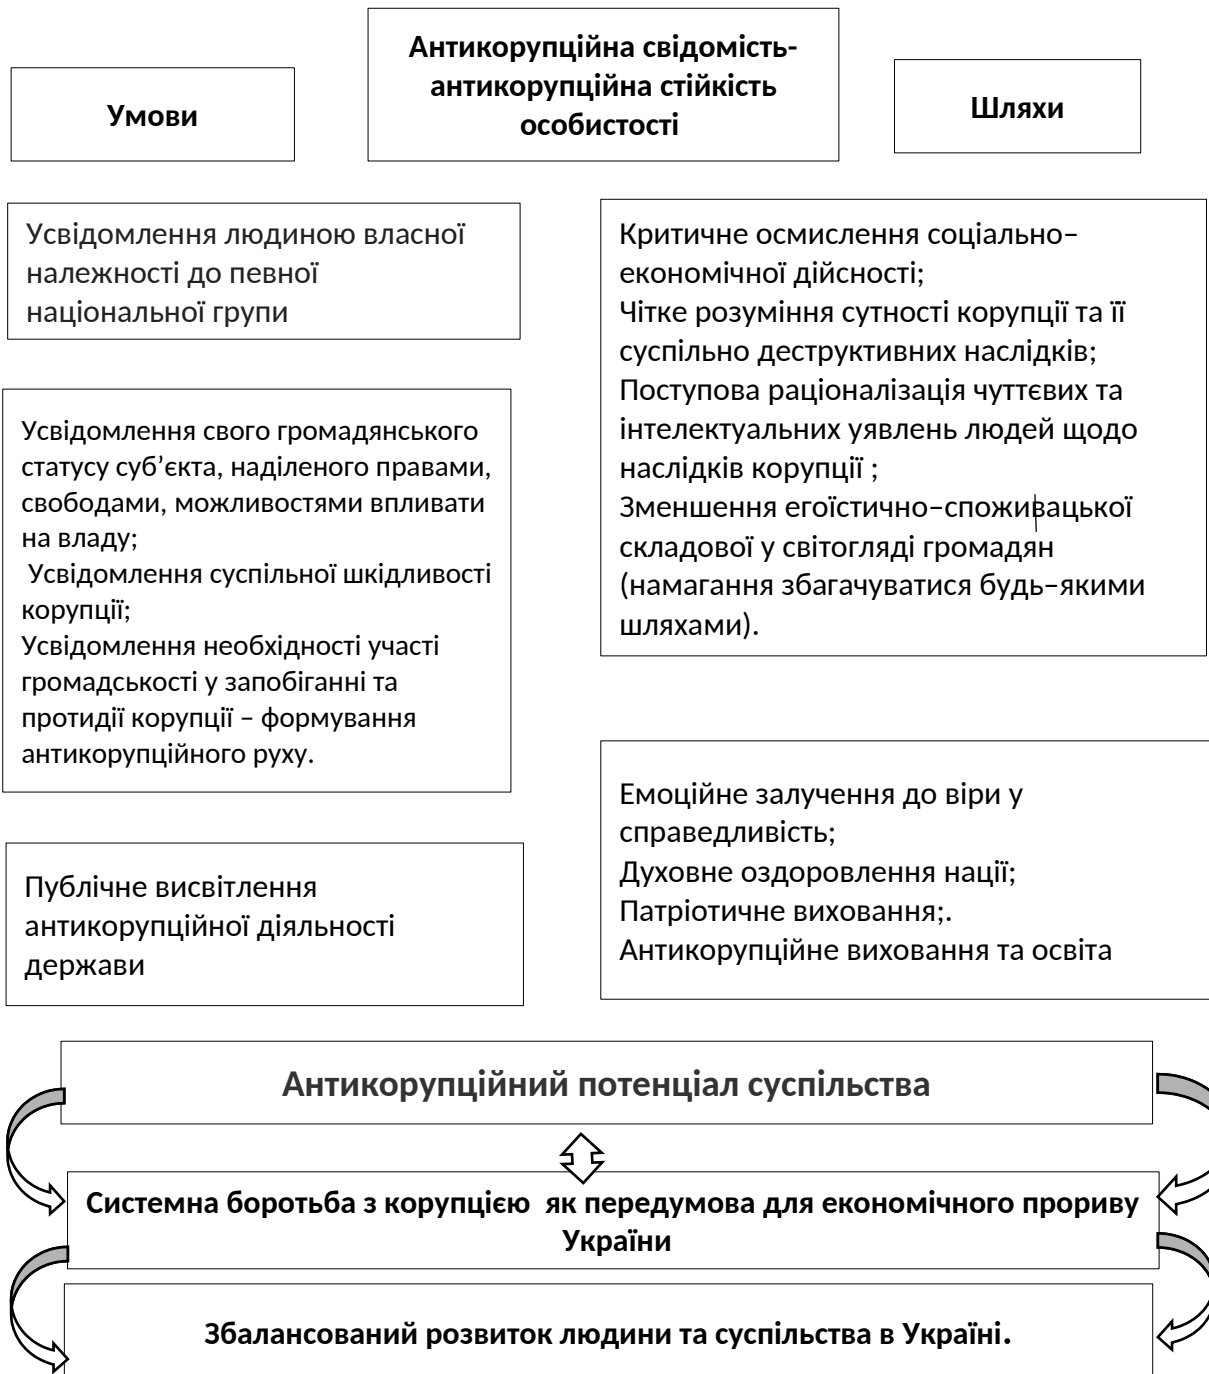 Антикорупційна свідомість-
антикорупційна стійкість
особистості
Умови
Шляхи
Усвідомлення людиною власної
належності до певної
національної групи
Усвідомлення свого громадянського
статусу суб’єкта, наділеного правами,
свободами, можливостями впливати
на владу;
Усвідомлення суспільної шкідливості
корупції;
Усвідомлення необхідності участі
громадськості у запобіганні та
протидії корупції – формування
антикорупційного руху.
Публічне висвітлення
антикорупційної діяльності
держави
Критичне осмислення соціально–
економічної дійсності;
Чітке розуміння сутності корупції та її
суспільно деструктивних наслідків;
Поступова раціоналізація чуттєвих та
інтелектуальних уявлень людей щодо
наслідків корупції ;
Зменшення егоїстично–споживацької
складової у світогляді громадян
(намагання збагачуватися будь–якими
шляхами).
Емоційне залучення до віри у
справедливість;
Духовне оздоровлення нації;
Патріотичне виховання;.
Антикорупційне виховання та освіта
Антикорупційний потенціал суспільства
Системна боротьба з корупцією як передумова для економічного прориву
України
Збалансований розвиток людини та суспільства в Україні.